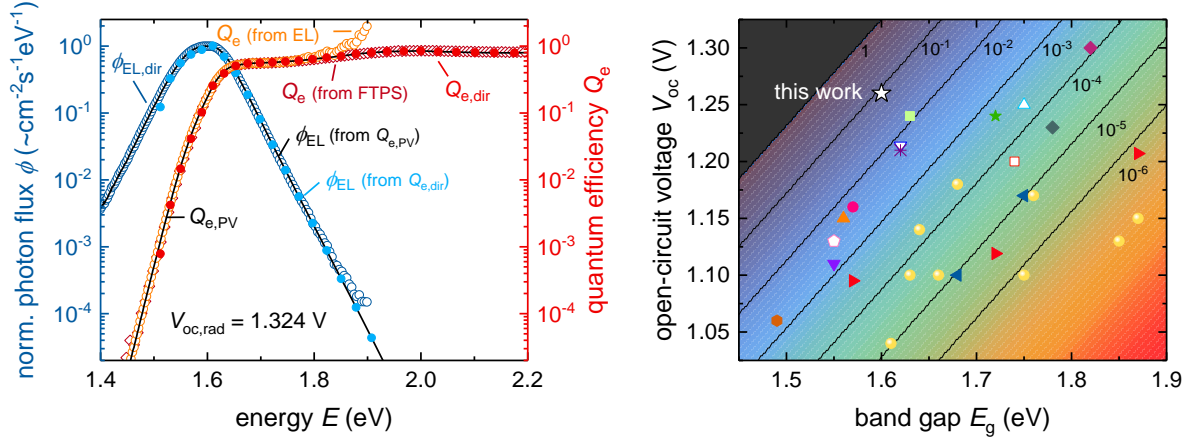 norm. photon flux ϕ (~cm⁻²s⁻¹eV⁻¹)
10⁰
10⁻¹
10⁻²
10⁻³
10⁻⁴
ϕEL,dir
Qe (from EL)
Qe (from FTPS)
Qe,dir
ϕEL (from Qe,PV)
ϕEL (from Qe,dir)
Qe,PV
Voc,rad = 1.324 V
10⁰
10⁻¹
10⁻²
10⁻³
10⁻⁴
quantum efficiency Qe
1.4 1.6 1.8 2.0 2.2
energy E (eV)
open-circuit voltage Voc (V)
1.30
1.25
1.20
1.15
1.10
1.05
1 10⁻¹ 10⁻² 10⁻³
10⁻⁴
10⁻⁵
10⁻⁶
this work
1.5 1.6 1.7 1.8 1.9
band gap Eg (eV)